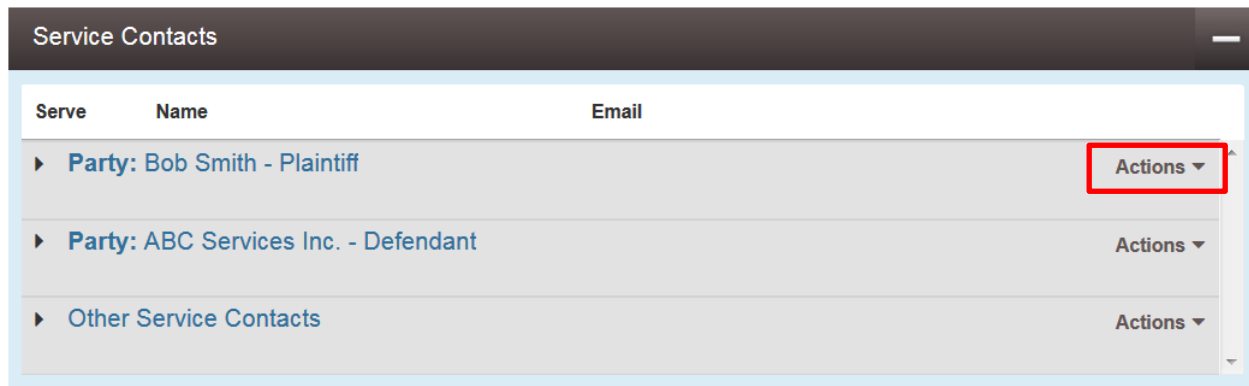 Service Contacts
Serve Name Email
Party: Bob Smith - Plaintiff Actions
Party: ABC Services Inc. - Defendant Actions
Other Service Contacts Actions